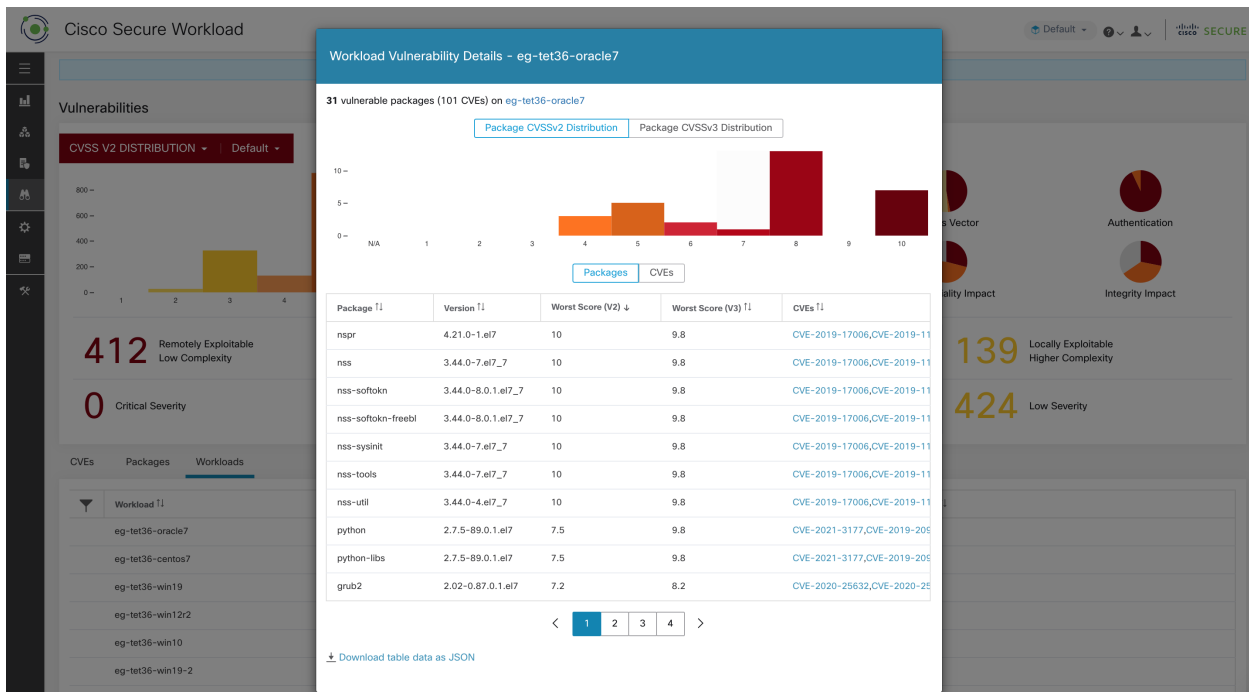 Cisco Secure Workload
Default
cisco SECURE
Vulnerabilities
CVSS V2 DISTRIBUTION Default
800
600
400
200
0
1 2 3 4
412 Remotely Exploitable
Low Complexity
0 Critical Severity
CVEs Packages Workloads
Workload
eg-tet36-oracle7
eg-tet36-centos7
eg-tet36-win19
eg-tet36-win12r2
eg-tet36-win10
eg-tet36-win19-2
Workload Vulnerability Details - eg-tet36-oracle7
31 vulnerable packages (101 CVEs) on eg-tet36-oracle7
Package CVSSv2 Distribution Package CVSSv3 Distribution
10
5
0
N/A 1 2 3 4 5 6 7 8 9 10
Packages CVEs
Package Version Worst Score (V2) Worst Score (V3) CVEs
nspr 4.21.0-1.el7 10 9.8 CVE-2019-17006,CVE-2019-11
nss 3.44.0-7.el7_7 10 9.8 CVE-2019-17006,CVE-2019-11
nss-softokn 3.44.0-8.0.1.el7_7 10 9.8 CVE-2019-17006,CVE-2019-11
nss-softokn-freebl 3.44.0-8.0.1.el7_7 10 9.8 CVE-2019-17006,CVE-2019-11
nss-sysinit 3.44.0-7.el7_7 10 9.8 CVE-2019-17006,CVE-2019-11
nss-tools 3.44.0-7.el7_7 10 9.8 CVE-2019-17006,CVE-2019-11
nss-util 3.44.0-4.el7_7 10 9.8 CVE-2019-17006,CVE-2019-11
python 2.7.5-89.0.1.el7 7.5 9.8 CVE-2021-3177,CVE-2019-209
python-libs 2.7.5-89.0.1.el7 7.5 9.8 CVE-2021-3177,CVE-2019-209
grub2 2.02-0.87.0.1.el7 7.2 8.2 CVE-2020-25632,CVE-2020-25
1 2 3 4
Download table data as JSON
s Vector
Authentication
ality Impact
Integrity Impact
139 Locally Exploitable
Higher Complexity
424 Low Severity